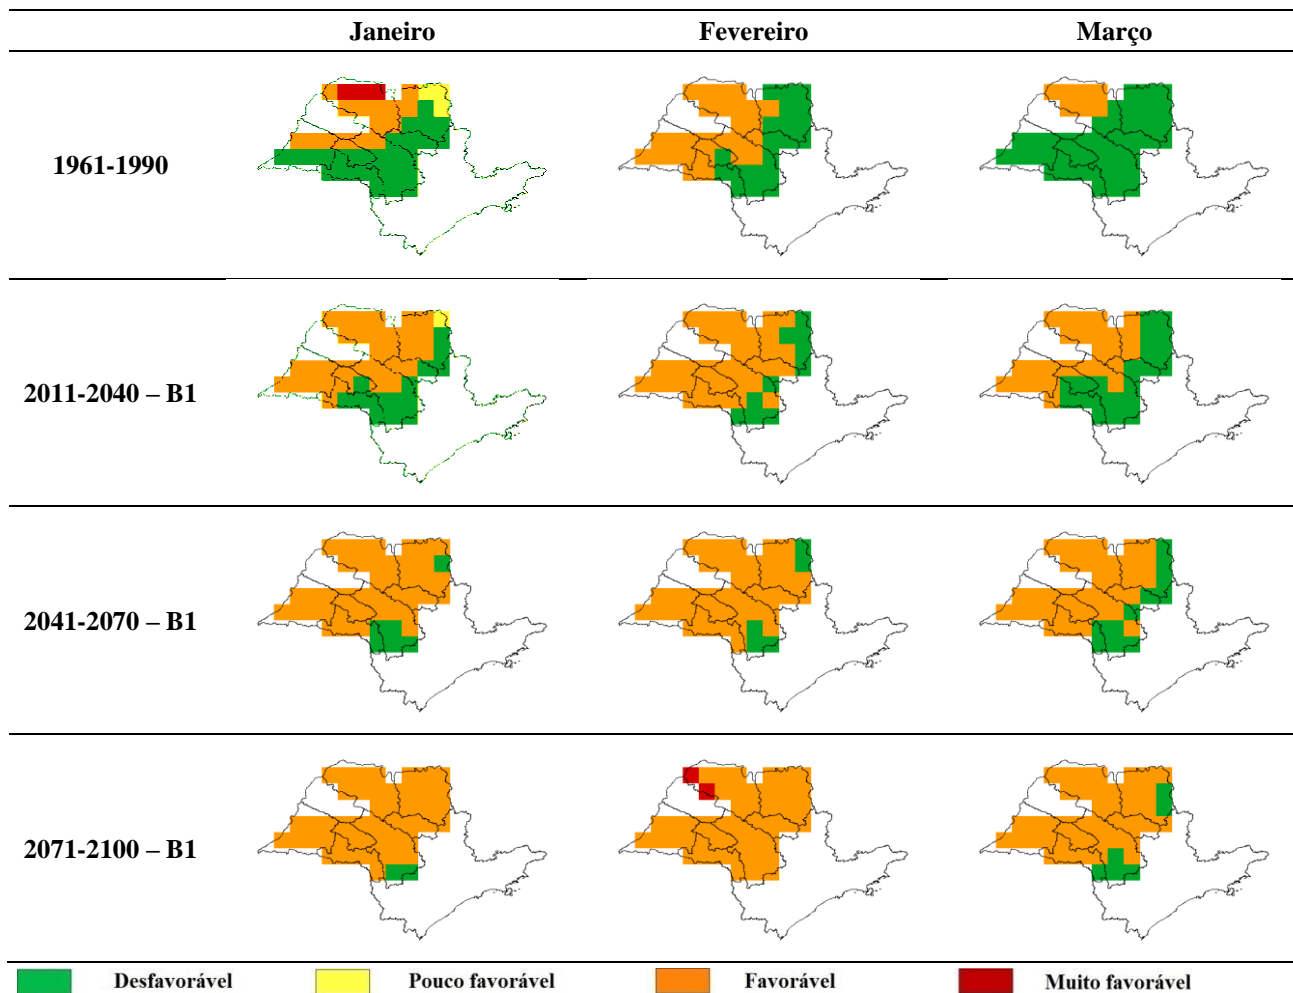 Janeiro Fevereiro Março
1961-1990
2011-2040 – B1
2041-2070 – B1
2071-2100 – B1
Desfavorável Pouco favorável Favorável Muito favorável